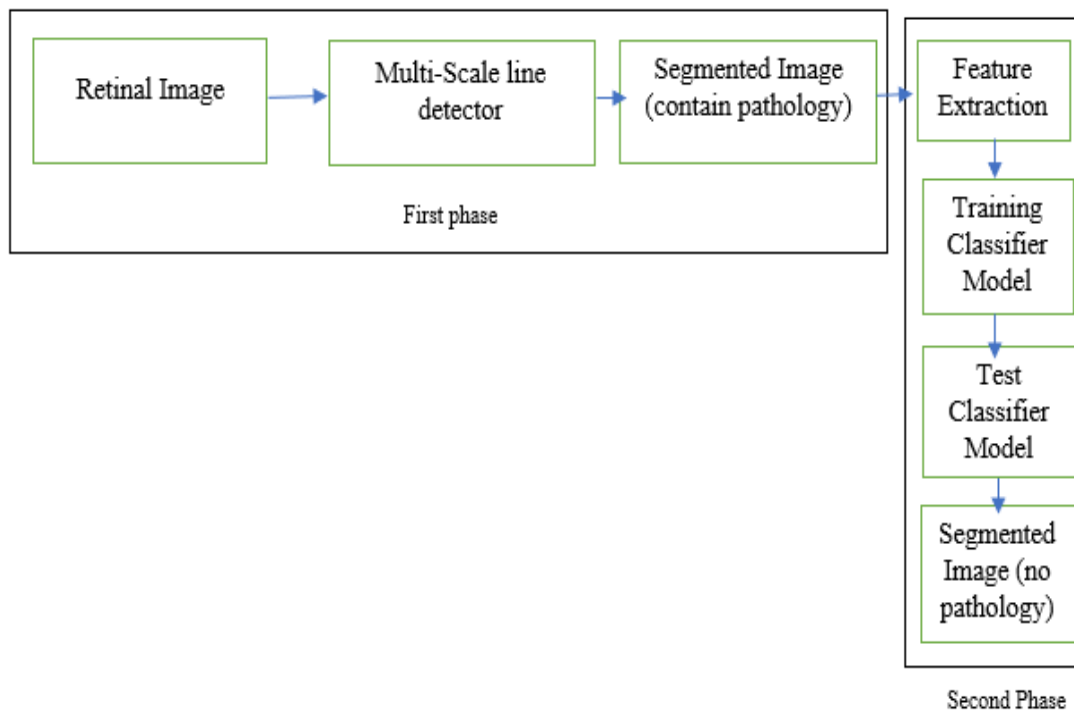 Retinal Image
Multi-Scale line
detector
Segmented Image
(contain pathology)
First phase
Feature
Extraction
Training
Classifier
Model
Test
Classifier
Model
Segmented
Image (no
pathology)
Second Phase